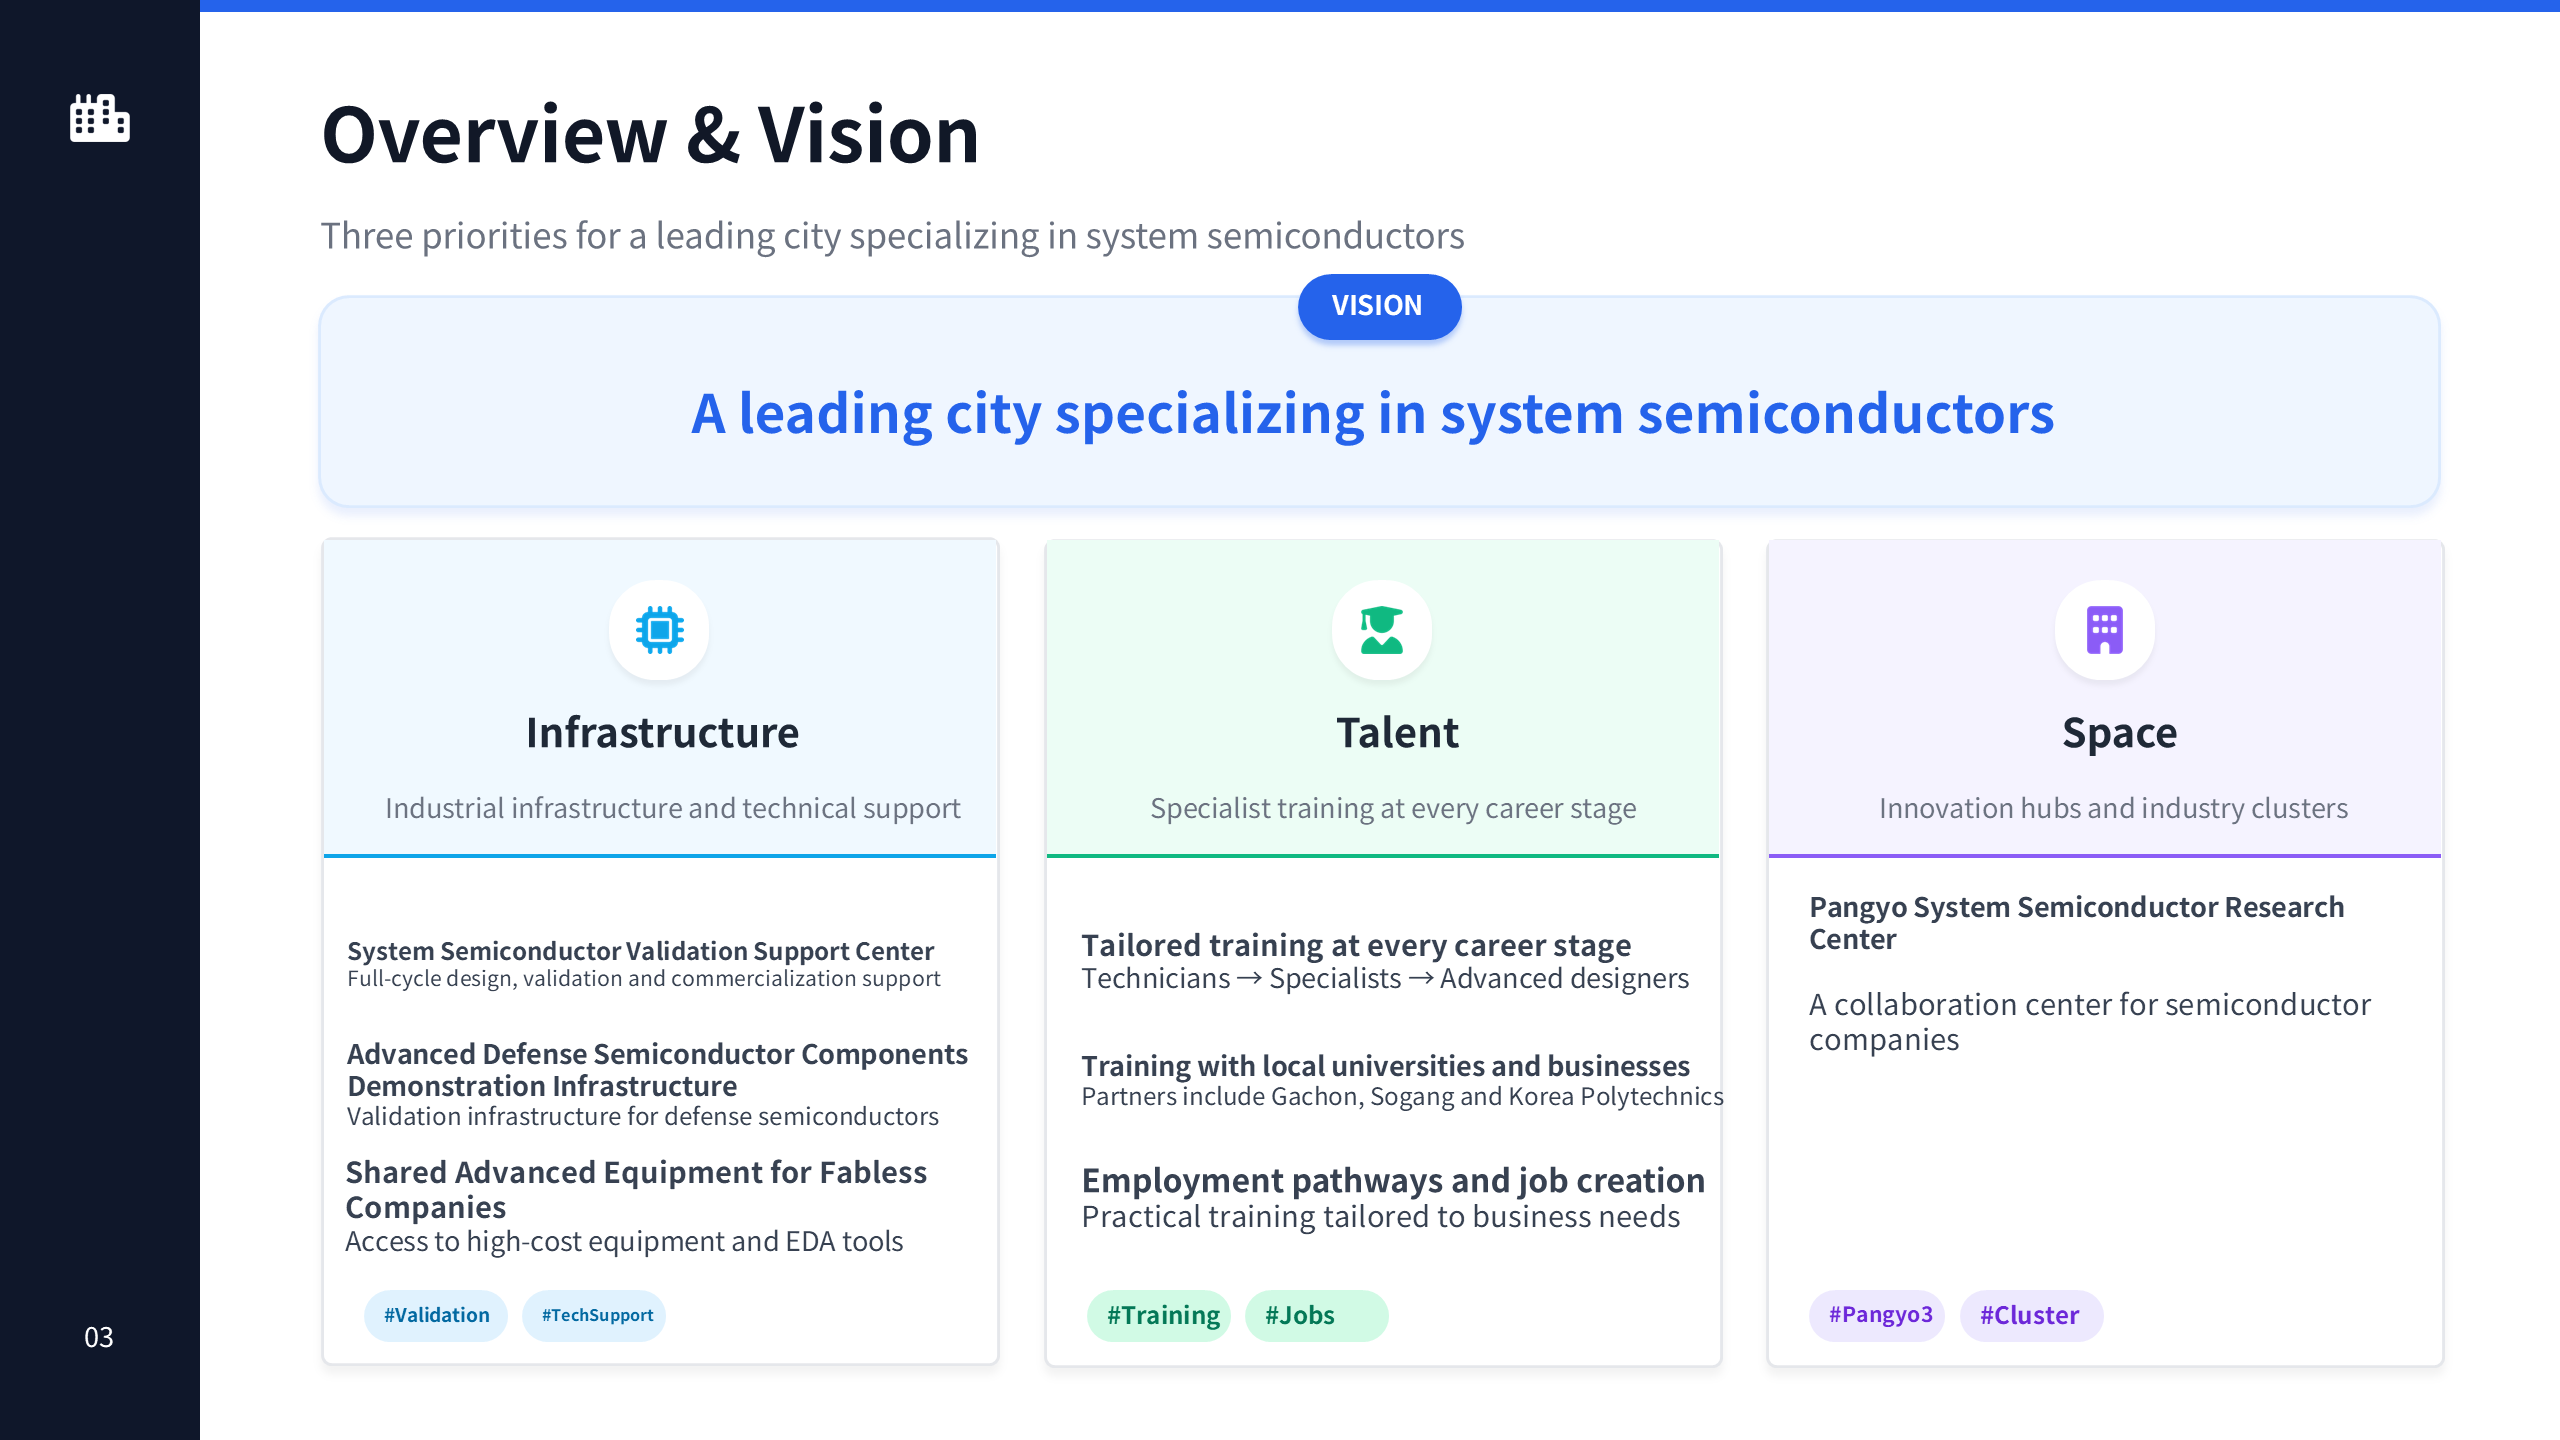 Overview & Vision
Three priorities for a leading city specializing in system semiconductors
VISION
A leading city specializing in system semiconductors
Infrastructure
Industrial infrastructure and technical support
System Semiconductor Validation Support Center
Full-cycle design, validation and commercialization support
Advanced Defense Semiconductor Components
Demonstration Infrastructure
Validation infrastructure for defense semiconductors
Shared Advanced Equipment for Fabless
Companies
Access to high-cost equipment and EDA tools
#Validation
#TechSupport
Talent
Specialist training at every career stage
Tailored training at every career stage
Technicians → Specialists → Advanced designers
Training with local universities and businesses
Partners include Gachon, Sogang and Korea Polytechnics
Employment pathways and job creation
Practical training tailored to business needs
#Training
#Jobs
Space
Innovation hubs and industry clusters
Pangyo System Semiconductor Research
Center
A collaboration center for semiconductor
companies
#Pangyo3
#Cluster
03